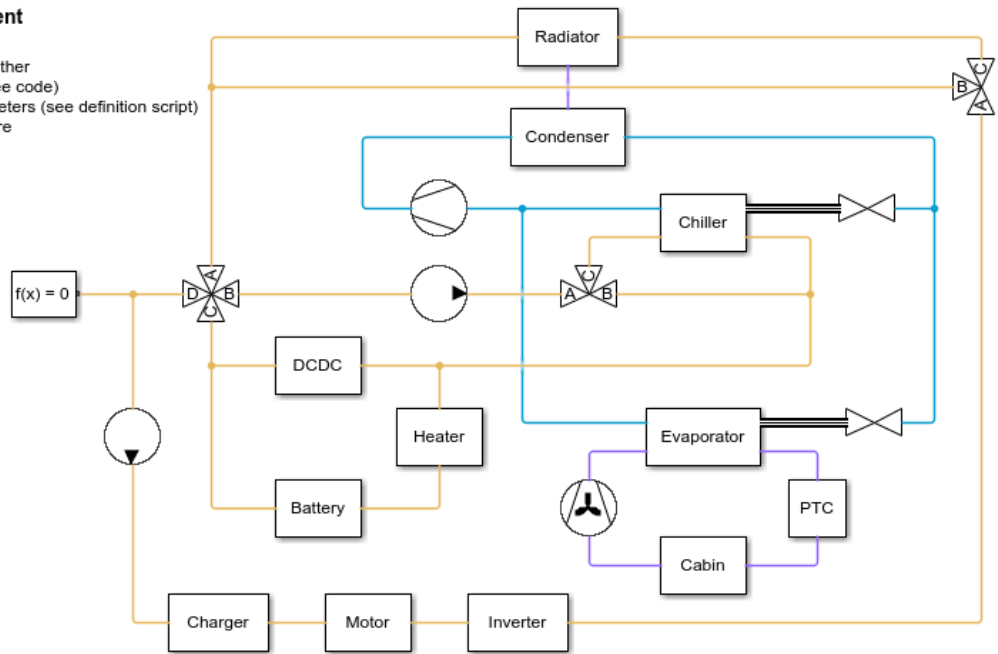 ent
ther
ee code)
eters (see definition script)
re
Radiator
C
B
A
Condenser
Chiller
f(x) = 0
A
D
B
C
C
A
B
DCDC
Heater
Evaporator
Battery
PTC
Cabin
Charger
Motor
Inverter